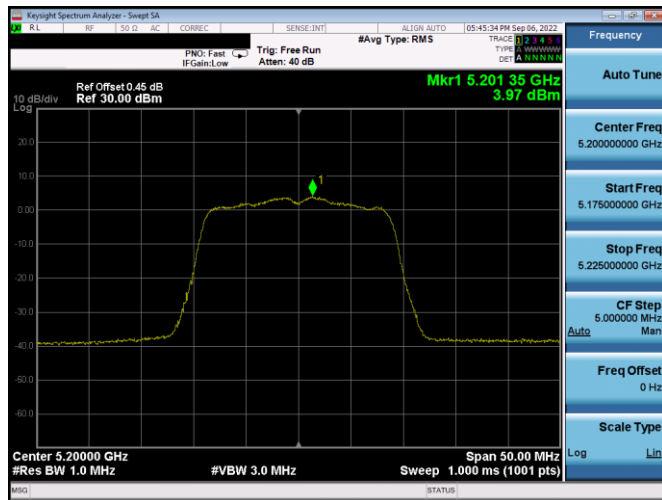 Keysight Spectrum Analyzer - Swept SA
RL RF 50 Ω AC CORREC SENSE:INT ALIGN AUTO 05:45:34 PM Sep 06, 2022
#Avg Type: RMS
TRACE 1 2 3 4 5 6
PNO: Fast Trig: Free Run
TYPE A WWWWW
IFGain:Low Atten: 40 dB
DET A N N N N N
Mkr1 5.201 35 GHz
3.97 dBm
Ref Offset 0.45 dB
10 dB/div Ref 30.00 dBm
Log
20.0
10.0
0.00
-10.0
-20.0
-30.0
-40.0
-50.0
-60.0
1
Center 5.20000 GHz Span 50.00 MHz
#Res BW 1.0 MHz #VBW 3.0 MHz Sweep 1.000 ms (1001 pts)
MSG STATUS
Frequency
Auto Tune
Center Freq
5.200000000 GHz
Start Freq
5.175000000 GHz
Stop Freq
5.225000000 GHz
CF Step
5.000000 MHz
Auto Man
Freq Offset
0 Hz
Scale Type
Log Lin